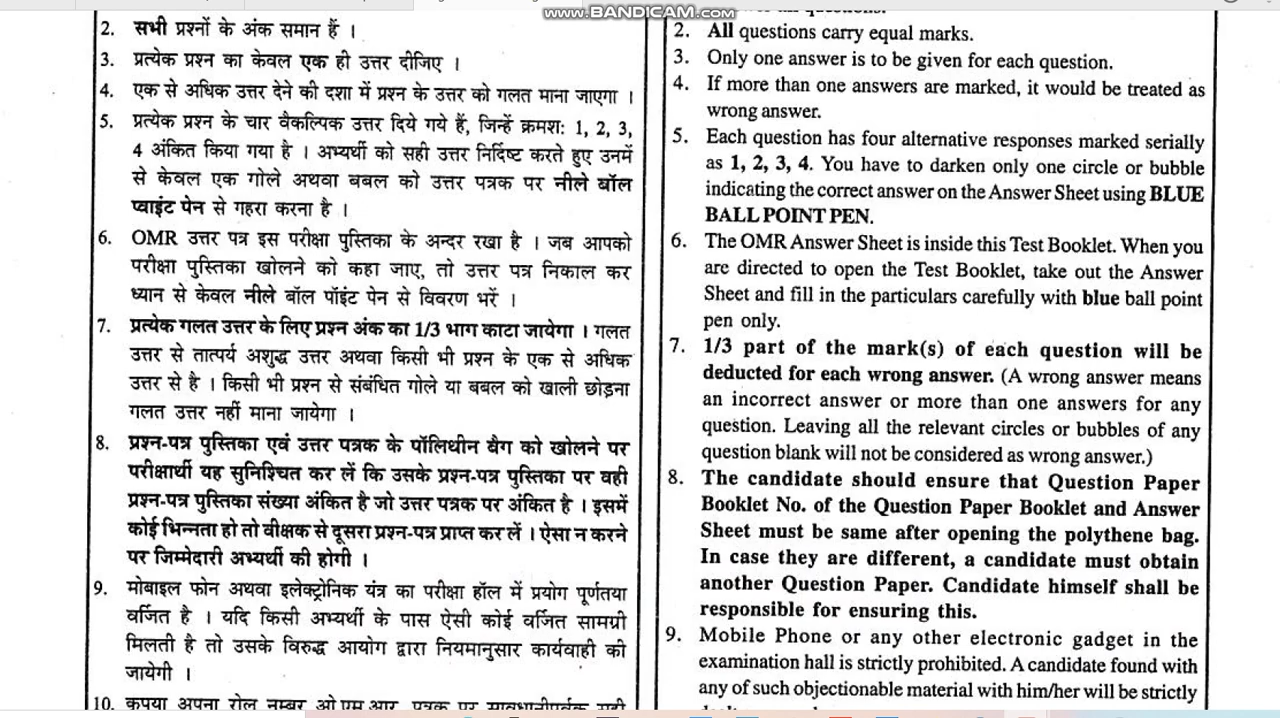 www.BANDICAM.com
2. सभी प्रश्नों के अंक समान हैं ।
3. प्रत्येक प्रश्न का केवल एक ही उत्तर दीजिए ।
4. एक से अधिक उत्तर देने की दशा में प्रश्न के उत्तर को गलत माना जाएगा ।
5. प्रत्येक प्रश्न के चार वैकल्पिक उत्तर दिये गये हैं, जिन्हें क्रमश: 1, 2, 3,
4 अंकित किया गया है । अभ्यर्थी को सही उत्तर निर्दिष्ट करते हुए उनमें
से केवल एक गोले अथवा बबल को उत्तर पत्रक पर नीले बॉल
प्वाइंट पेन से गहरा करना है ।
6. OMR उत्तर पत्र इस परीक्षा पुस्तिका के अन्दर रखा है । जब आपको
परीक्षा पुस्तिका खोलने को कहा जाए, तो उत्तर पत्र निकाल कर
ध्यान से केवल नीले बॉल पॉइंट पेन से विवरण भरें ।
7. प्रत्येक गलत उत्तर के लिए प्रश्न अंक का 1/3 भाग काटा जायेगा । गलत
उत्तर से तात्पर्य अशुद्ध उत्तर अथवा किसी भी प्रश्न के एक से अधिक
उत्तर से है । किसी भी प्रश्न से संबंधित गोले या बबल को खाली छोड़ना
गलत उत्तर नहीं माना जायेगा ।
8. प्रश्न-पत्र पुस्तिका एवं उत्तर पत्रक के पॉलिथीन बैग को खोलने पर
परीक्षार्थी यह सुनिश्चित कर लें कि उसके प्रश्न-पत्र पुस्तिका पर वही
प्रश्न-पत्र पुस्तिका संख्या अंकित है जो उत्तर पत्रक पर अंकित है । इसमें
कोई भिन्नता हो तो वीक्षक से दूसरा प्रश्न-पत्र प्राप्त कर लें । ऐसा न करने
पर जिम्मेदारी अभ्यर्थी की होगी ।
9. मोबाइल फोन अथवा इलेक्ट्रोनिक यंत्र का परीक्षा हॉल में प्रयोग पूर्णतया
वर्जित है । यदि किसी अभ्यर्थी के पास ऐसी कोई वर्जित सामग्री
मिलती है तो उसके विरुद्ध आयोग द्वारा नियमानुसार कार्यवाही की
जायेगी ।
10. कृपया अपना रोल नम्बर ओ.एम.आर. पत्रक पर सावधानीपूर्वक सही
2. All questions carry equal marks.
3. Only one answer is to be given for each question.
4. If more than one answers are marked, it would be treated as
wrong answer.
5. Each question has four alternative responses marked serially
as 1, 2, 3, 4. You have to darken only one circle or bubble
indicating the correct answer on the Answer Sheet using BLUE
BALL POINT PEN.
6. The OMR Answer Sheet is inside this Test Booklet. When you
are directed to open the Test Booklet, take out the Answer
Sheet and fill in the particulars carefully with blue ball point
pen only.
7. 1/3 part of the mark(s) of each question will be
deducted for each wrong answer. (A wrong answer means
an incorrect answer or more than one answers for any
question. Leaving all the relevant circles or bubbles of any
question blank will not be considered as wrong answer.)
8. The candidate should ensure that Question Paper
Booklet No. of the Question Paper Booklet and Answer
Sheet must be same after opening the polythene bag.
In case they are different, a candidate must obtain
another Question Paper. Candidate himself shall be
responsible for ensuring this.
9. Mobile Phone or any other electronic gadget in the
examination hall is strictly prohibited. A candidate found with
any of such objectionable material with him/her will be strictly